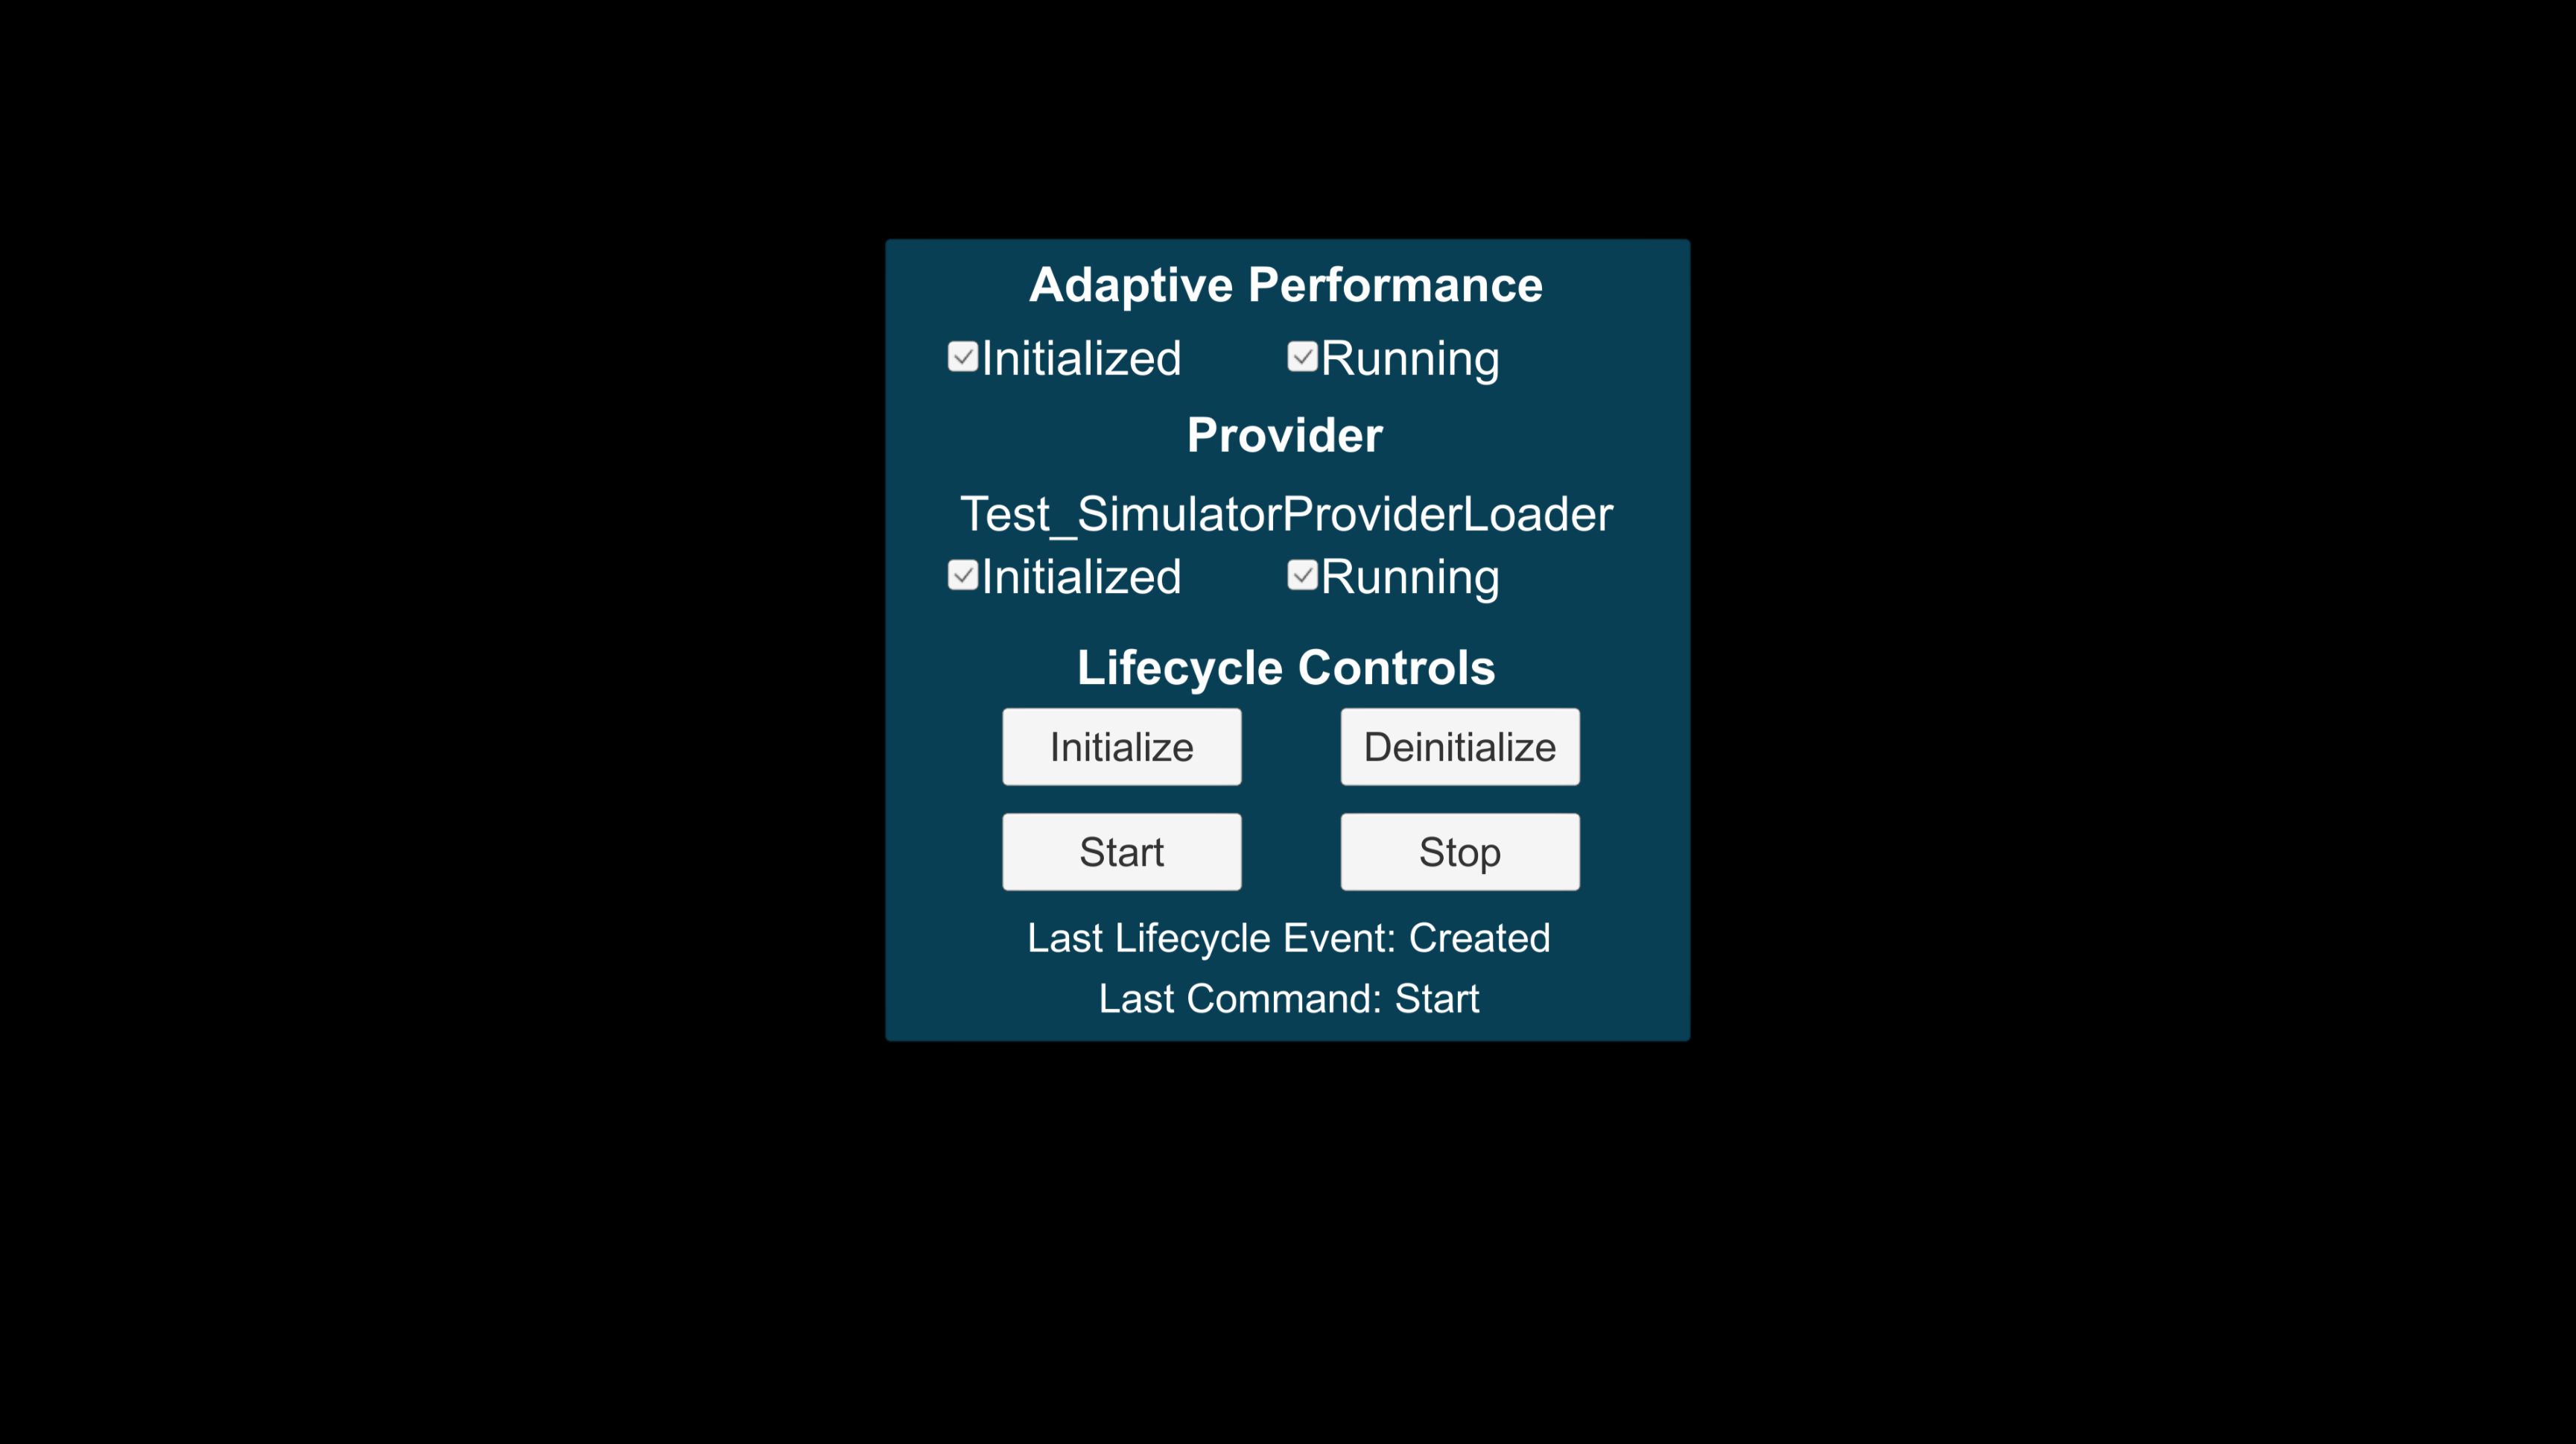 Adaptive Performance
Initialized Running
Provider
Test_SimulatorProviderLoader
Initialized Running
Lifecycle Controls
Initialize Deinitialize
Start Stop
Last Lifecycle Event: Created
Last Command: Start